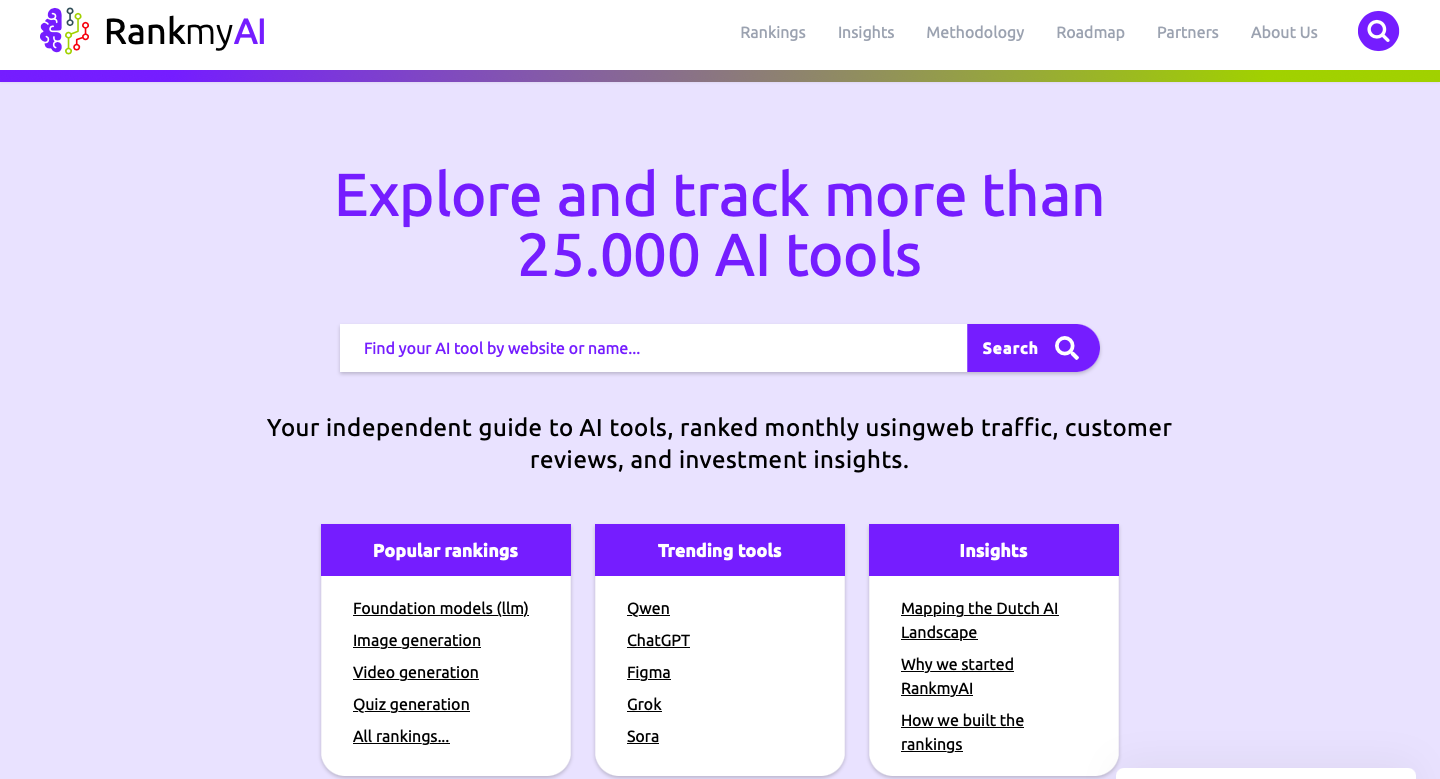 RankmyAI
Rankings
Insights
Methodology
Roadmap
Partners
About Us
Explore and track more than
25.000 AI tools
Find your AI tool by website or name...
Search
Your independent guide to AI tools, ranked monthly usingweb traffic, customer
reviews, and investment insights.
Popular rankings
Foundation models (llm)
Image generation
Video generation
Quiz generation
All rankings...
Trending tools
Qwen
ChatGPT
Figma
Grok
Sora
Insights
Mapping the Dutch AI
Landscape
Why we started
RankmyAI
How we built the
rankings